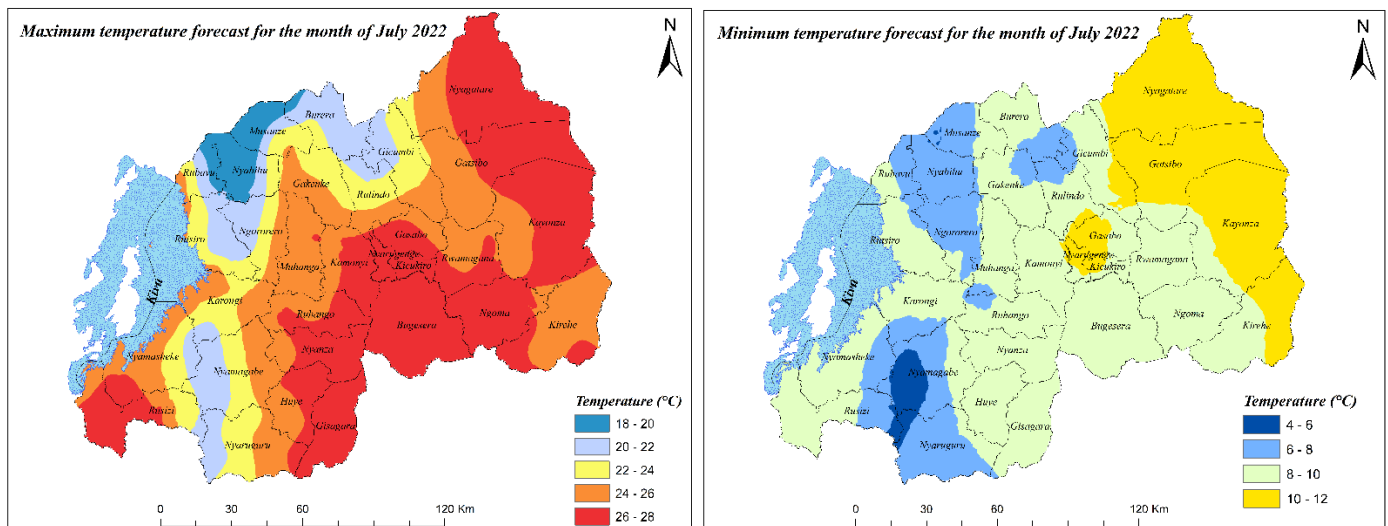 Maximum temperature forecast for the month of July 2022
N
Nyagatare
Burera
Musanze
Gicumbi
Gatsibo
Rubavu
Nyabihu
Gakenke
Rulindo
Kayonza
Ngororero
Rutsiro
Gasabo
Nyarugenge
Rwamagana
Kicukiro
Muhanga
Kamonyi
Kivu
Karongi
Ruhango
Ngoma
Bugesera
Kirehe
Nyanza
Nyamasheke
Nyamagabe
Huye
Rusizi
Gisagara
Nyaruguru
Temperature (°C)
18 - 20
20 - 22
22 - 24
24 - 26
26 - 28
0 30 60 120 Km
Minimum temperature forecast for the month of July 2022
N
Nyagatare
Burera
Musanze
Gicumbi
Gatsibo
Rubavu
Nyabihu
Gakenke
Rulindo
Kayonza
Ngororero
Rutsiro
Gasabo
Nyarugenge
Rwamagana
Kicukiro
Muhanga
Kamonyi
Kivu
Karongi
Ruhango
Ngoma
Bugesera
Kirehe
Nyanza
Nyamasheke
Nyamagabe
Huye
Rusizi
Gisagara
Nyaruguru
Temperature (°C)
4 - 6
6 - 8
8 - 10
10 - 12
0 30 60 120 Km